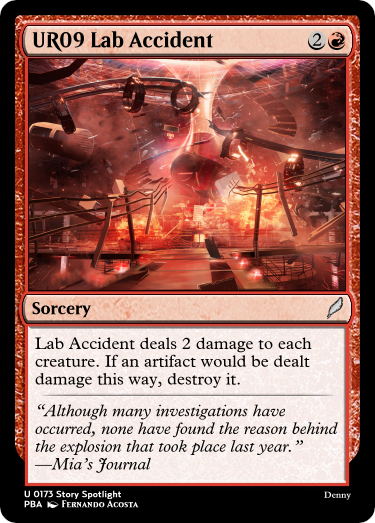 UR09 Lab Accident 2
Sorcery
Lab Accident deals 2 damage to each
creature. If an artifact would be dealt
damage this way, destroy it.
“Although many investigations have
occurred, none have found the reason behind
the explosion that took place last year.”
—Mia’s Journal
U 0173 Story Spotlight
PBA Fernando Acosta
Denny